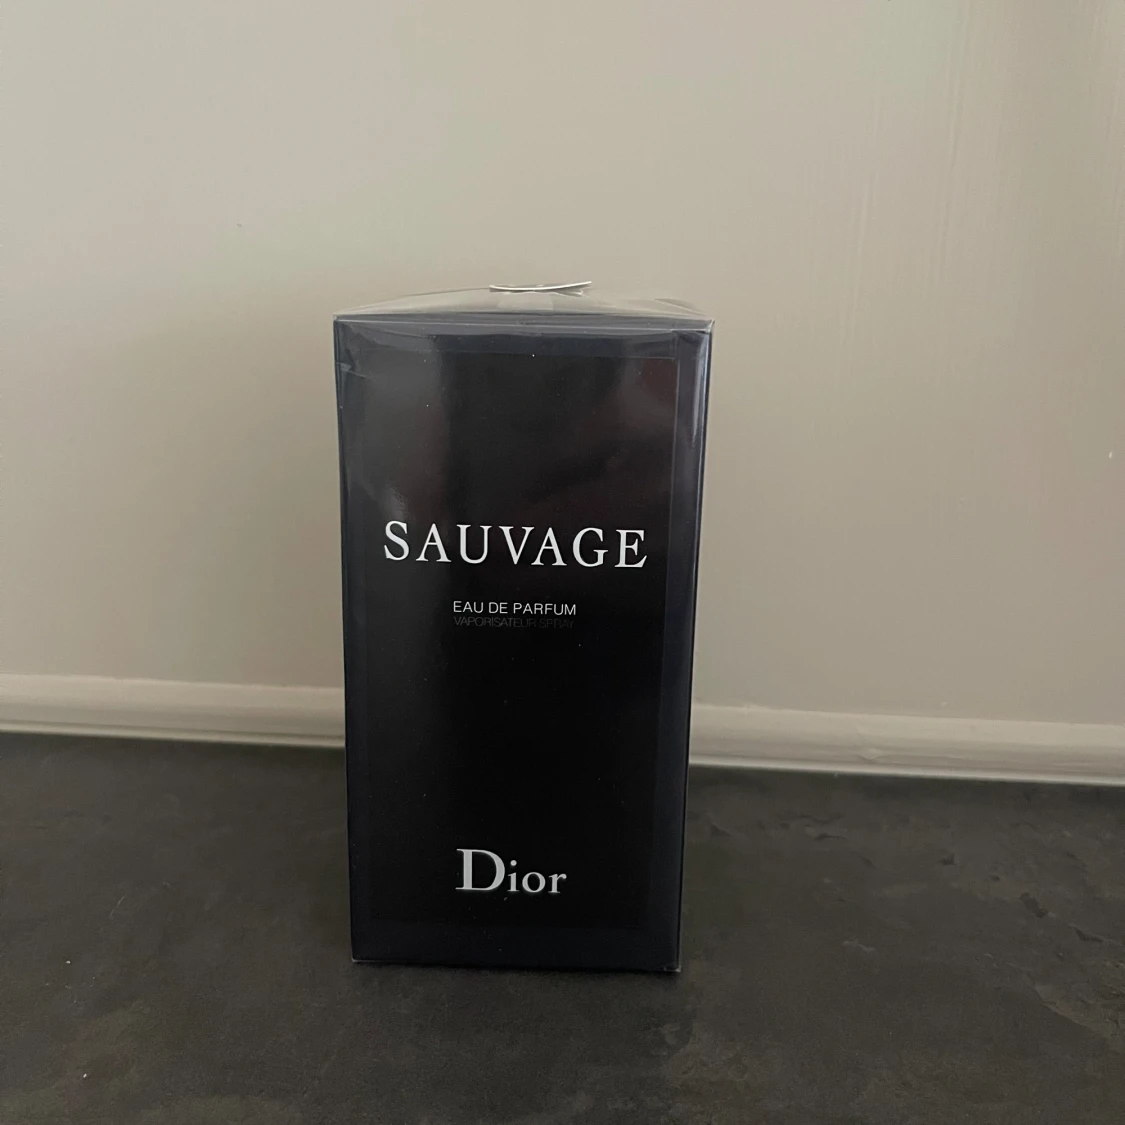 SAUVAGE
EAU DE PARFUM
VAPORISATEUR SPRAY
Dior